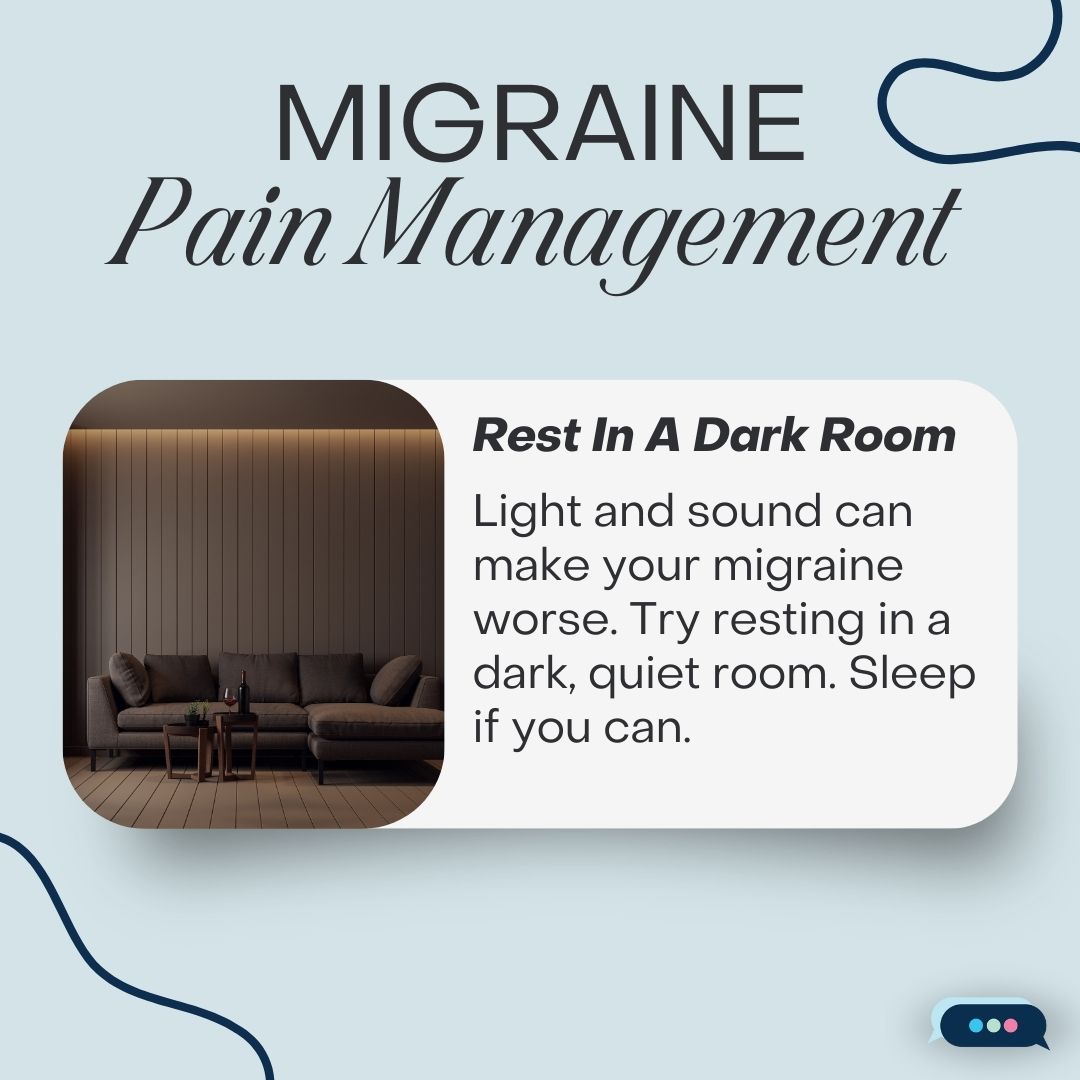 MIGRAINE
Pain Management
Rest In A Dark Room
Light and sound can
make your migraine
worse. Try resting in a
dark, quiet room. Sleep
if you can.